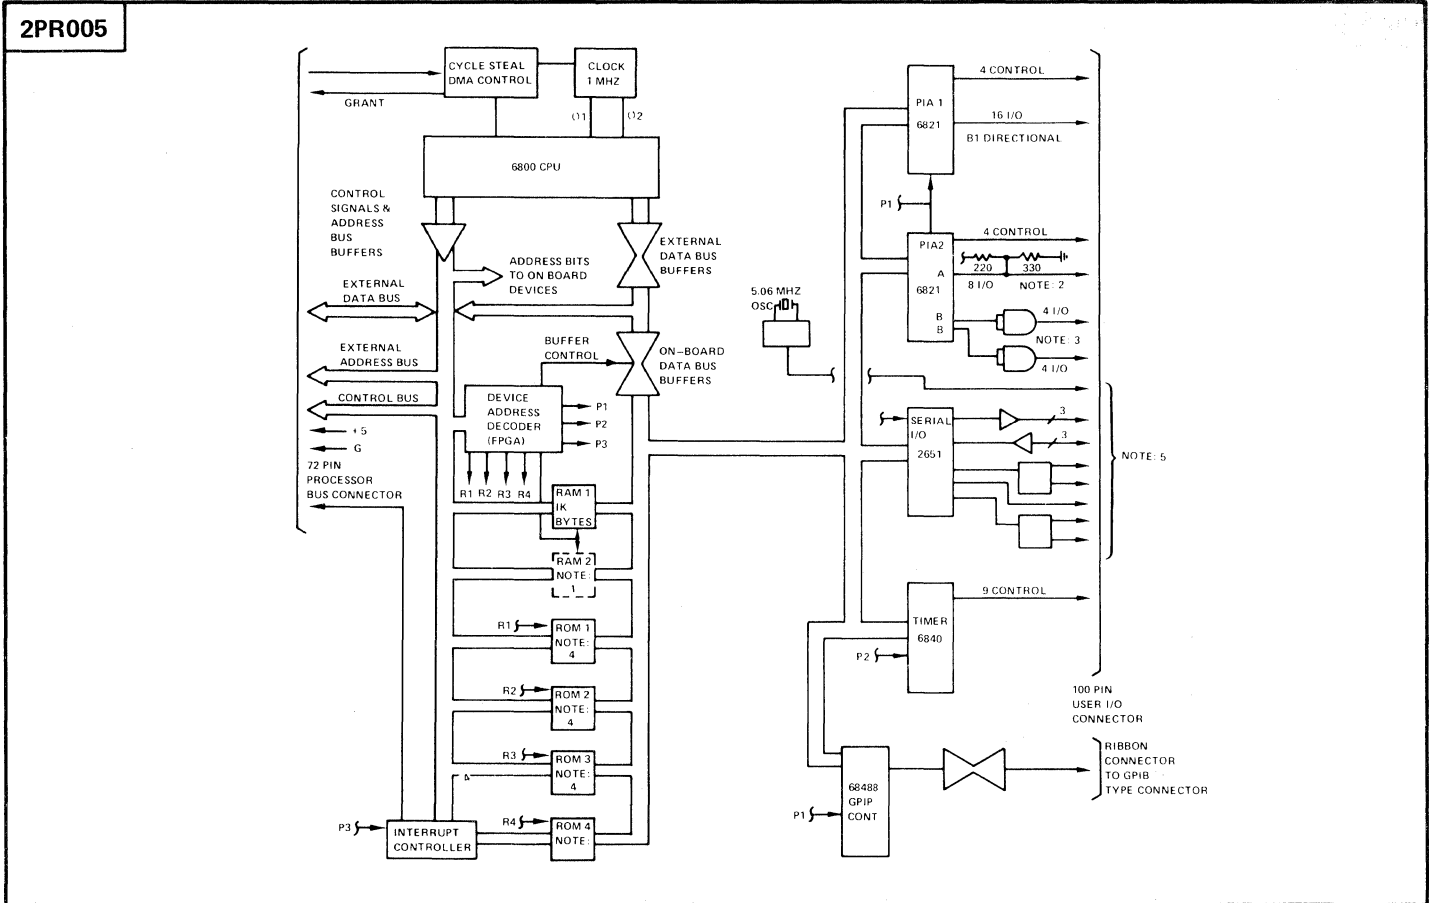 2PR005
CYCLE STEAL
DMA CONTROL
CLOCK
1 MHZ
GRANT
()1
()2
6800 CPU
CONTROL
SIGNALS &
ADDRESS
BUS
BUFFERS
EXTERNAL
DATA BUS
BUFFERS
ADDRESS BITS
TO ON BOARD
DEVICES
EXTERNAL
DATA BUS
BUFFER
CONTROL
ON–BOARD
DATA BUS
BUFFERS
EXTERNAL
ADDRESS BUS
CONTROL BUS
+5
G
72 PIN
PROCESSOR
BUS CONNECTOR
DEVICE
ADDRESS
DECODER
(FPGA)
P1
P2
P3
R1 R2 R3 R4
RAM 1
IK
BYTES
RAM 2
NOTE:
1
R1
ROM 1
NOTE:
4
R2
ROM 2
NOTE:
4
R3
ROM 3
NOTE:
4
R4
ROM 4
NOTE:
P3
INTERRUPT
CONTROLLER
5.06 MHZ
OSC
PIA 1
6821
4 CONTROL
16 I/O
B1 DIRECTIONAL
P1
PIA2
A
6821
B
B
4 CONTROL
220
330
8 I/O
NOTE: 2
4 I/O
NOTE: 3
4 I/O
SERIAL
I/O
2651
3
3
NOTE: 5
TIMER
6840
9 CONTROL
P2
100 PIN
USER I/O
CONNECTOR
68488
GPIP
CONT
P1
RIBBON
CONNECTOR
TO GPIB
TYPE CONNECTOR